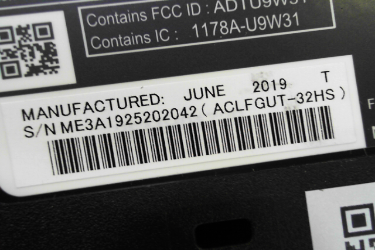 Contains FCC ID : ADTU9W31
Contains IC : 1178A-U9W31
MANUFACTURED: JUNE 2019 T
S/N ME3A1925202042 ( ACLFGUT-32HS )